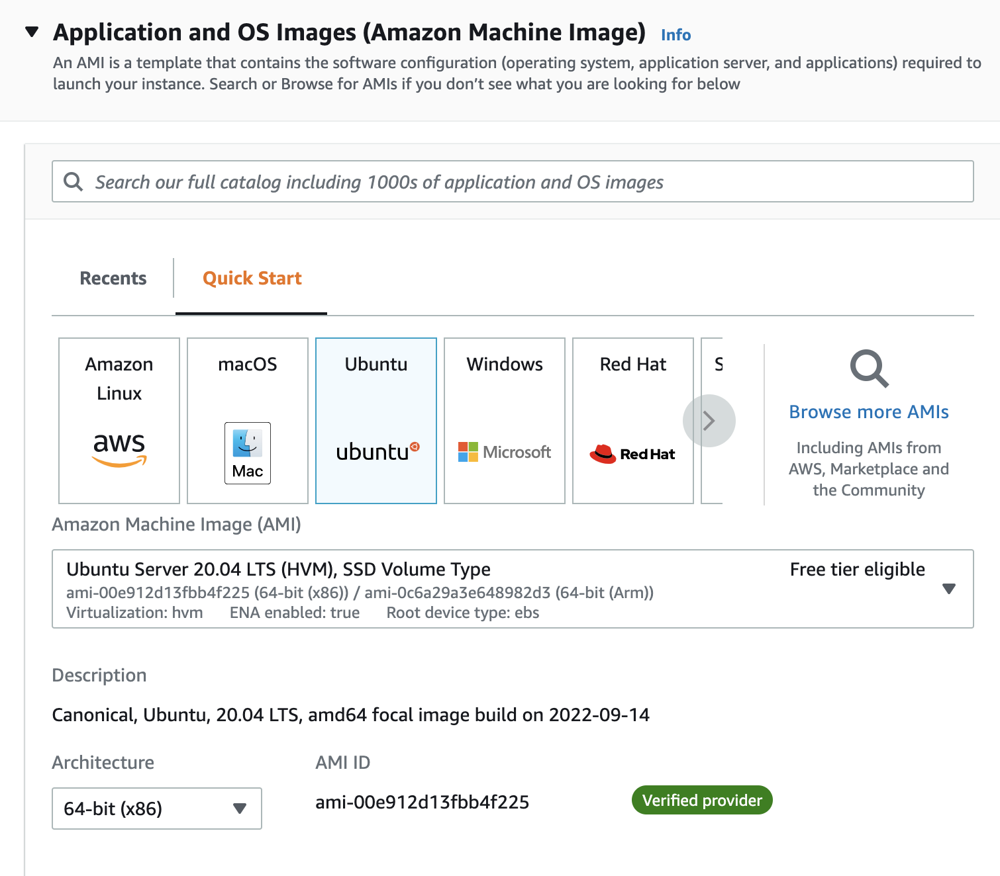 Application and OS Images (Amazon Machine Image) Info
An AMI is a template that contains the software configuration (operating system, application server, and applications) required to
launch your instance. Search or Browse for AMIs if you don’t see what you are looking for below
Search our full catalog including 1000s of application and OS images
Recents
Quick Start
Amazon
Linux
aws
macOS
Mac
Ubuntu
ubuntu
Windows
Microsoft
Red Hat
Red Hat
S
Browse more AMIs
Including AMIs from
AWS, Marketplace and
the Community
Amazon Machine Image (AMI)
Ubuntu Server 20.04 LTS (HVM), SSD Volume Type
Free tier eligible
ami-00e912d13fbb4f225 (64-bit (x86)) / ami-0c6a29a3e648982d3 (64-bit (Arm))
Virtualization: hvm ENA enabled: true Root device type: ebs
Description
Canonical, Ubuntu, 20.04 LTS, amd64 focal image build on 2022-09-14
Architecture
AMI ID
64-bit (x86)
ami-00e912d13fbb4f225
Verified provider